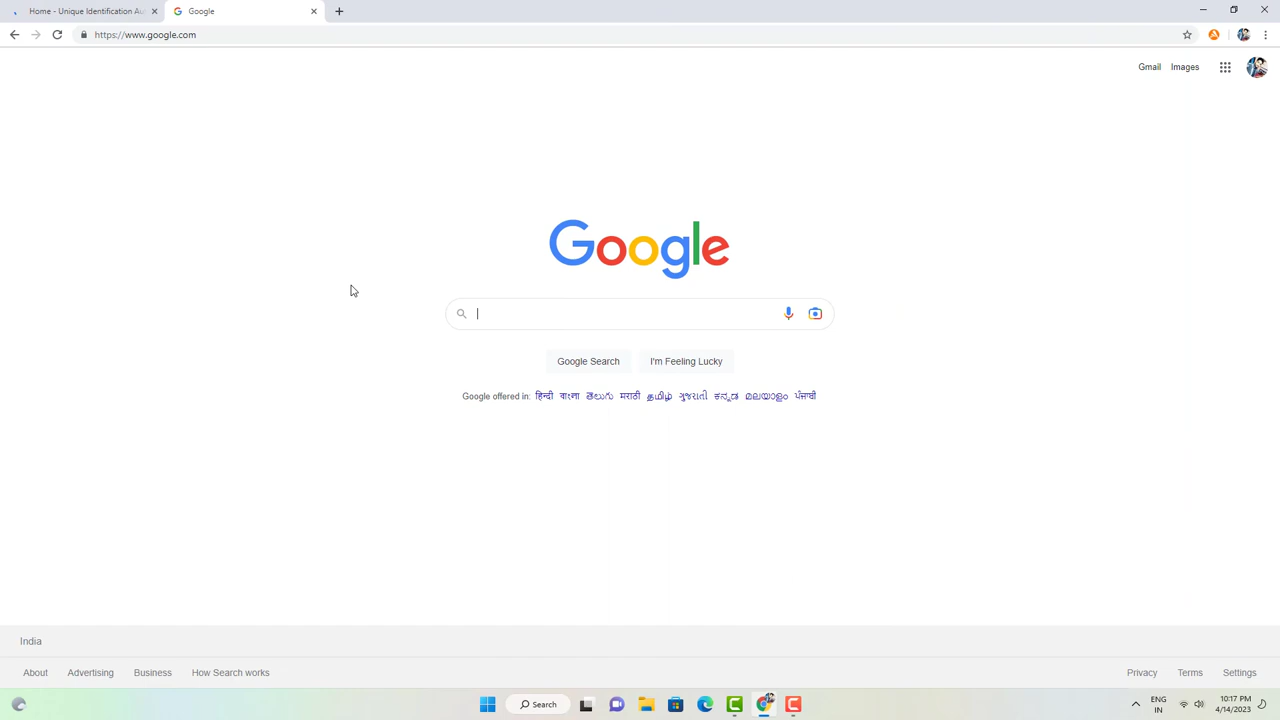 Home - Unique Identification Au
Google
https://www.google.com
Gmail Images
Google
Google Search I'm Feeling Lucky
Google offered in: हिन्दी বাংলা తెలుగు मराठी தமிழ் ગુજરાતી ಕನ್ನಡ മലയാളം ਪੰਜਾਬੀ
India
About Advertising Business How Search works Privacy Terms Settings
Search
ENG
IN
10:17 PM
4/14/2023